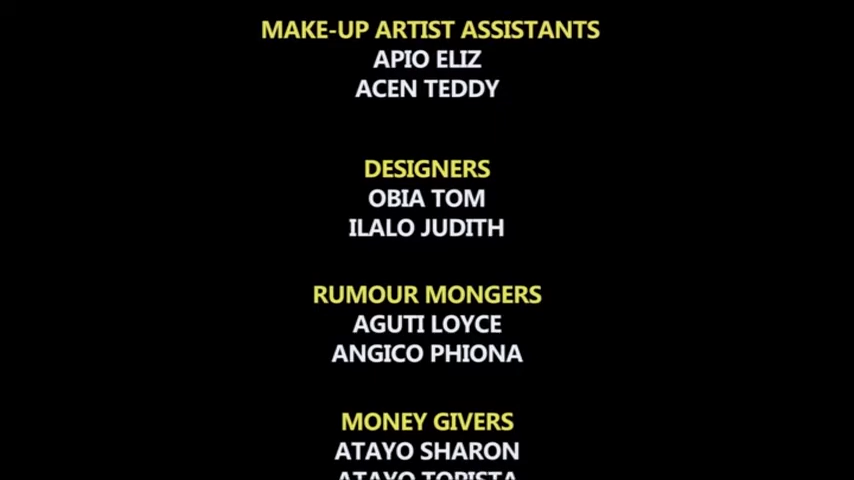 MAKE-UP ARTIST ASSISTANTS
APIO ELIZ
ACEN TEDDY
DESIGNERS
OBIA TOM
ILALO JUDITH
RUMOUR MONGERS
AGUTI LOYCE
ANGICO PHIONA
MONEY GIVERS
ATAYO SHARON
ATAYO